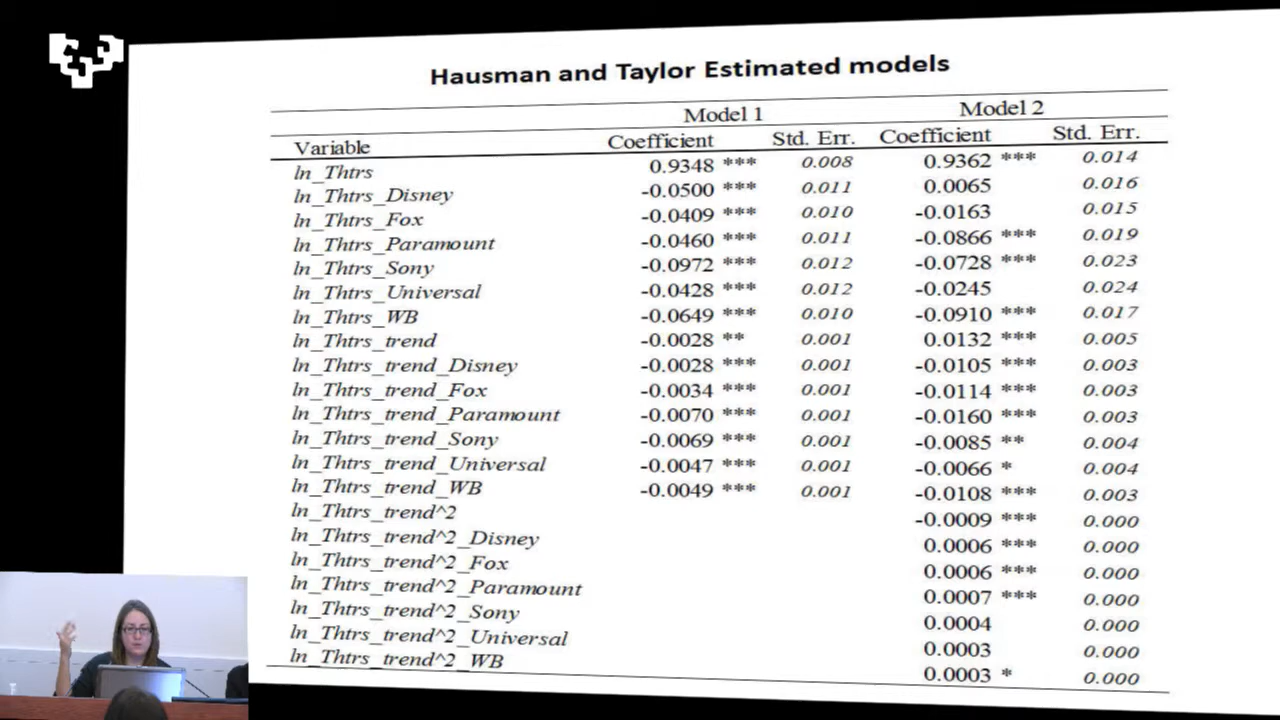 Hausman and Taylor Estimated models
Model 1 Model 2
Variable Coefficient Std. Err. Coefficient Std. Err.
ln_Thtrs 0.9348 *** 0.008 0.9362 *** 0.014
ln_Thtrs_Disney -0.0500 *** 0.011 0.0065 0.016
ln_Thtrs_Fox -0.0409 *** 0.010 -0.0163 0.015
ln_Thtrs_Paramount -0.0460 *** 0.011 -0.0866 *** 0.019
ln_Thtrs_Sony -0.0972 *** 0.012 -0.0728 *** 0.023
ln_Thtrs_Universal -0.0428 *** 0.012 -0.0245 0.024
ln_Thtrs_WB -0.0649 *** 0.010 -0.0910 *** 0.017
ln_Thtrs_trend -0.0028 ** 0.001 0.0132 *** 0.005
ln_Thtrs_trend_Disney -0.0028 *** 0.001 -0.0105 *** 0.003
ln_Thtrs_trend_Fox -0.0034 *** 0.001 -0.0114 *** 0.003
ln_Thtrs_trend_Paramount -0.0070 *** 0.001 -0.0160 *** 0.003
ln_Thtrs_trend_Sony -0.0069 *** 0.001 -0.0085 ** 0.004
ln_Thtrs_trend_Universal -0.0047 *** 0.001 -0.0066 * 0.004
ln_Thtrs_trend_WB -0.0049 *** 0.001 -0.0108 *** 0.003
ln_Thtrs_trend^2 -0.0009 *** 0.000
ln_Thtrs_trend^2_Disney 0.0006 *** 0.000
ln_Thtrs_trend^2_Fox 0.0006 *** 0.000
ln_Thtrs_trend^2_Paramount 0.0007 *** 0.000
ln_Thtrs_trend^2_Sony 0.0004 0.000
ln_Thtrs_trend^2_Universal 0.0003 0.000
ln_Thtrs_trend^2_WB 0.0003 * 0.000